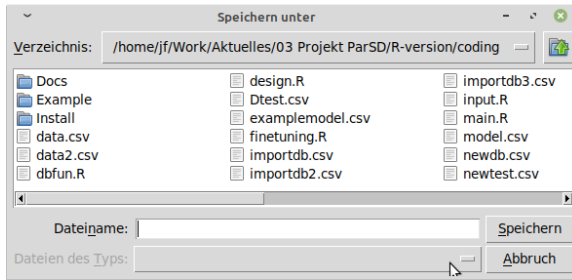 Speichern unter
Verzeichnis: /home/jf/Work/Aktuelles/03 Projekt ParSD/R-version/coding
Docs
Example
Install
data.csv
data2.csv
dbfun.R
design.R
Dtest.csv
examplemodel.csv
finetuning.R
importdb.csv
importdb2.csv
importdb3.csv
input.R
main.R
model.csv
newdb.csv
newtest.csv
Dateiname: Speichern
Dateien des Typs: Abbruch